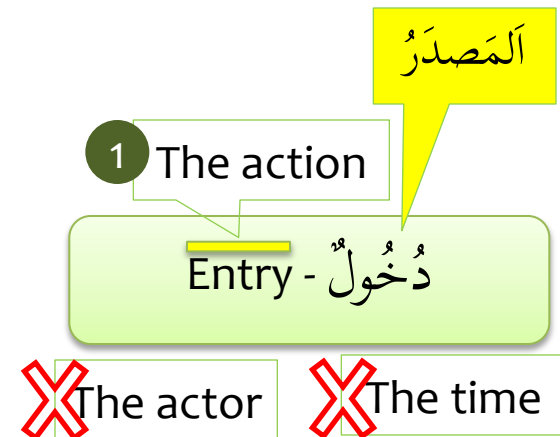 اَلمَصدَرُ
1 The action
Entry - دُخُولٌ
The actor
The time